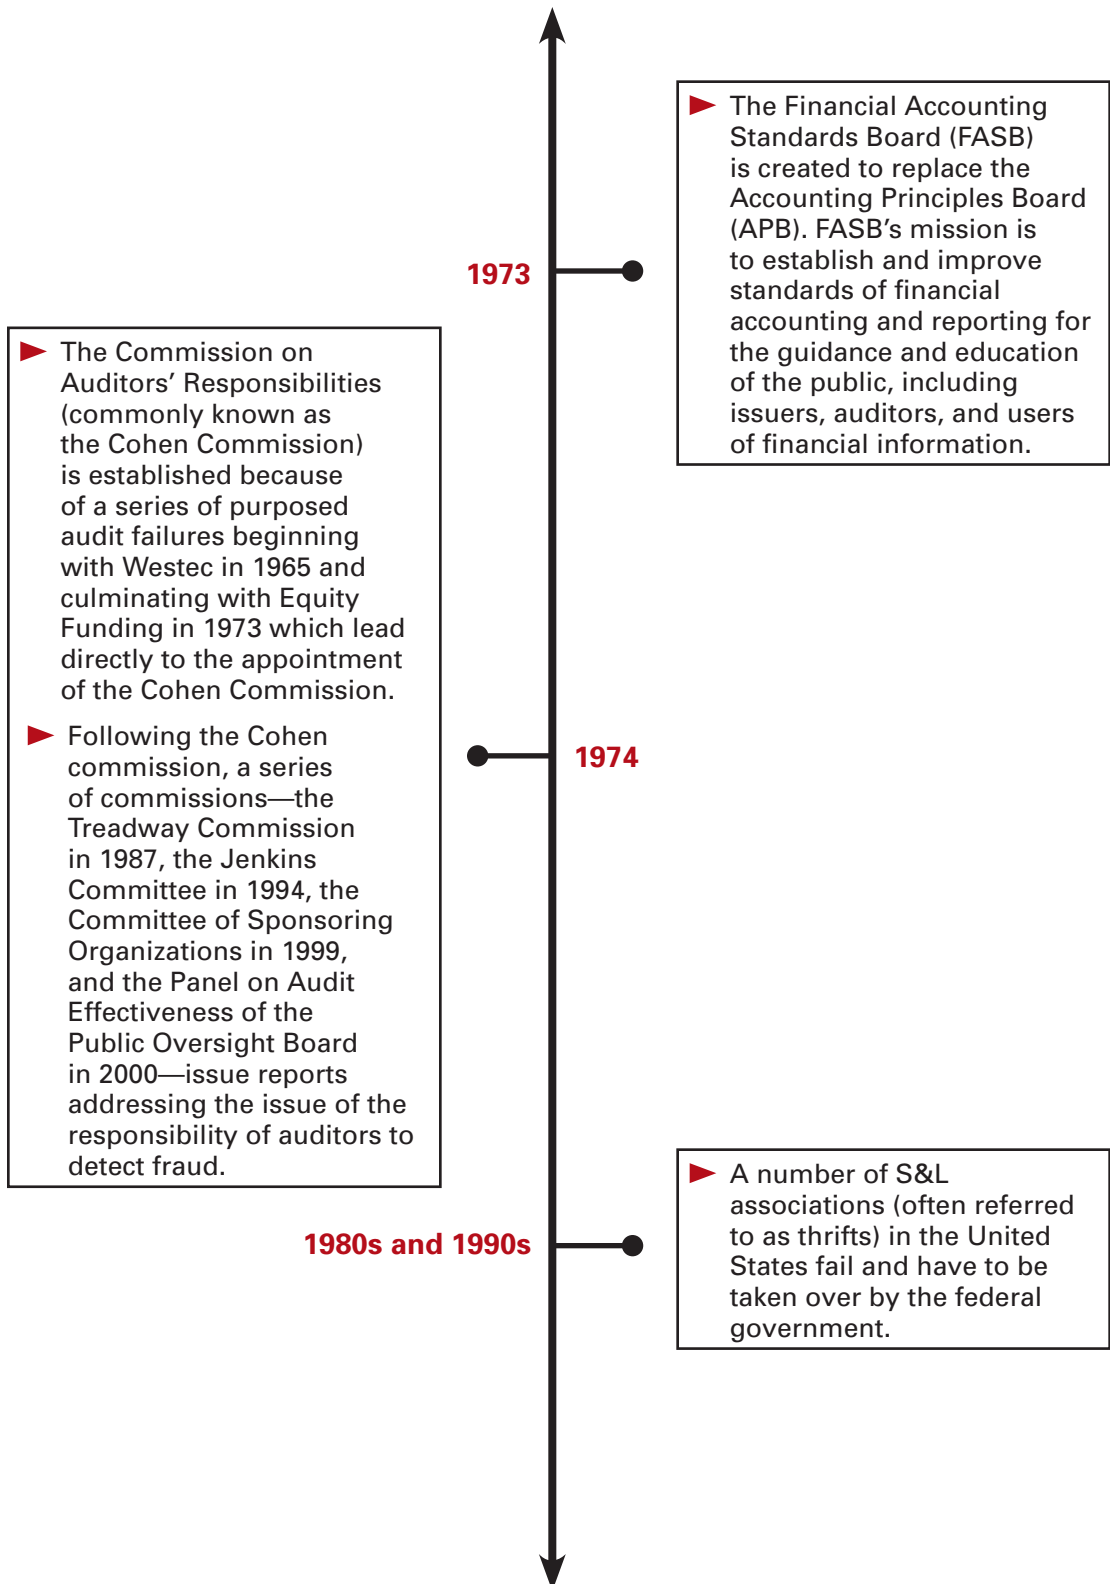 The Financial Accounting
Standards Board (FASB)
is created to replace the
Accounting Principles Board
(APB). FASB’s mission is
to establish and improve
standards of financial
accounting and reporting for
the guidance and education
of the public, including
issuers, auditors, and users
of financial information.
1973
The Commission on
Auditors’ Responsibilities
(commonly known as
the Cohen Commission)
is established because
of a series of purposed
audit failures beginning
with Westec in 1965 and
culminating with Equity
Funding in 1973 which lead
directly to the appointment
of the Cohen Commission.
Following the Cohen
commission, a series
of commissions—the
Treadway Commission
in 1987, the Jenkins
Committee in 1994, the
Committee of Sponsoring
Organizations in 1999,
and the Panel on Audit
Effectiveness of the
Public Oversight Board
in 2000—issue reports
addressing the issue of the
responsibility of auditors to
detect fraud.
1974
1980s and 1990s
A number of S&L
associations (often referred
to as thrifts) in the United
States fail and have to be
taken over by the federal
government.